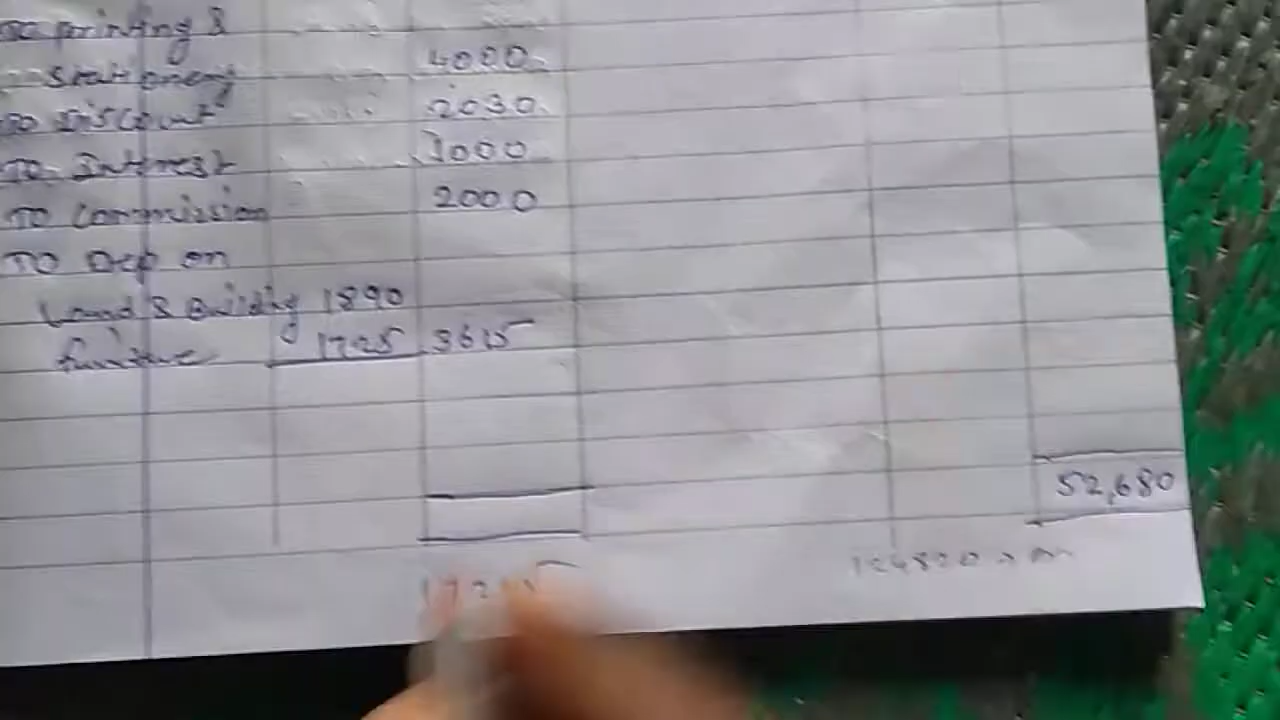 To printing &
Stationery 4000
To Discount 2030
To Interest 1000
To Commission 2000
To Dep on
Land & Building 1890
furniture 1725 3615
52,680